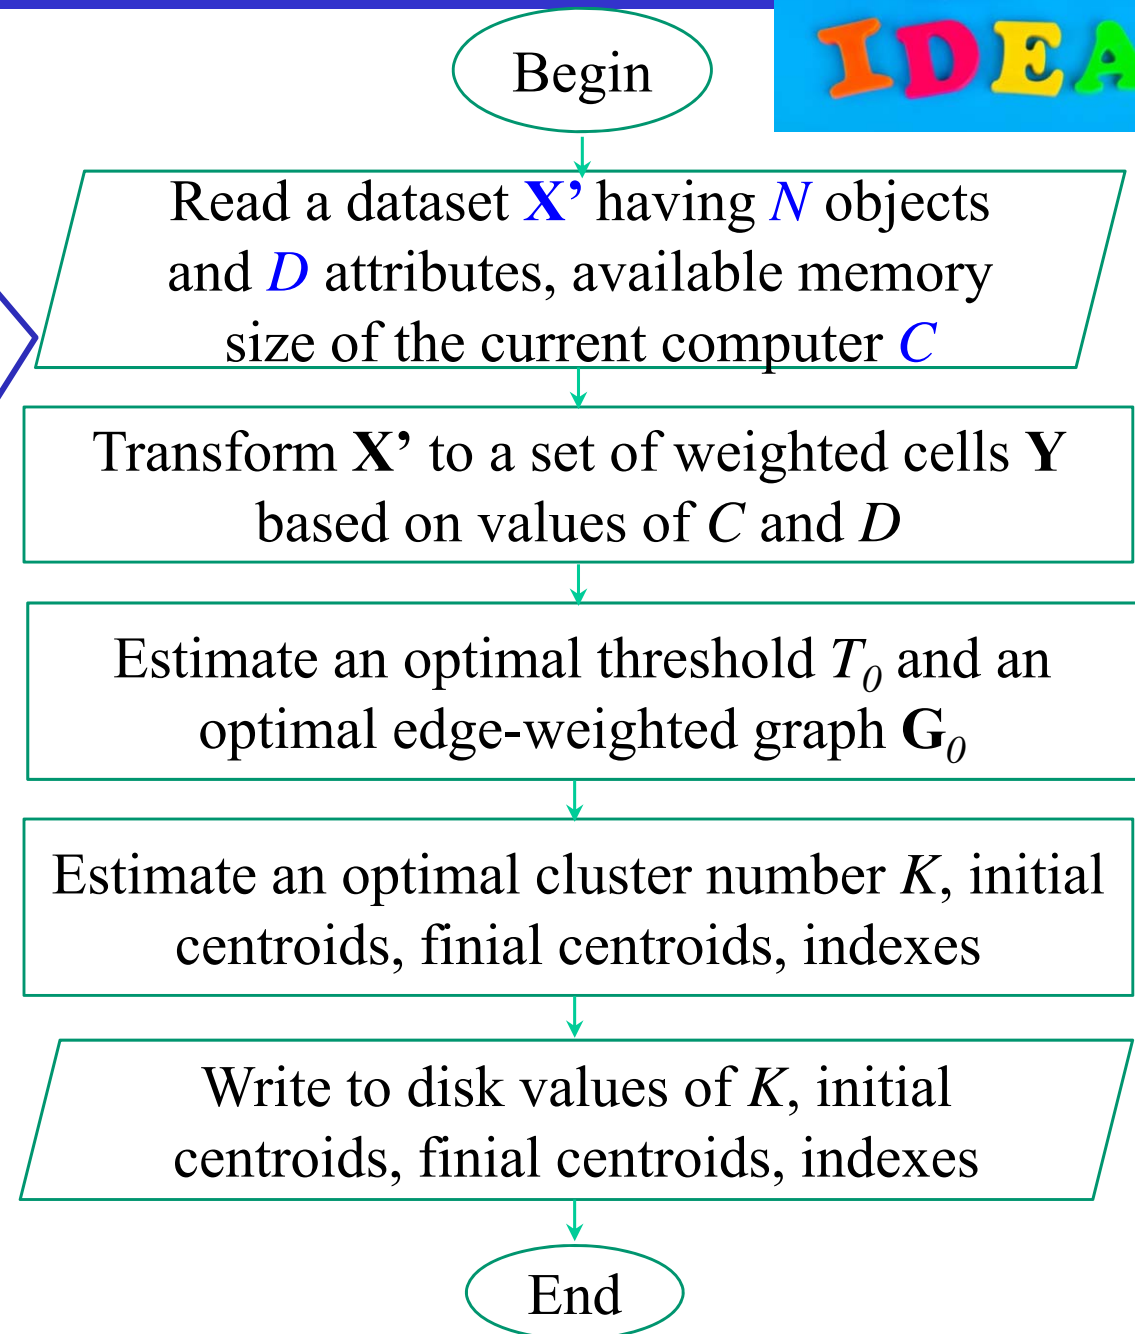 Begin
IDEA
Read a dataset X’ having N objects
and D attributes, available memory
size of the current computer C
Transform X’ to a set of weighted cells Y
based on values of C and D
Estimate an optimal threshold T0 and an
optimal edge-weighted graph G0
Estimate an optimal cluster number K, initial
centroids, finial centroids, indexes
Write to disk values of K, initial
centroids, finial centroids, indexes
End